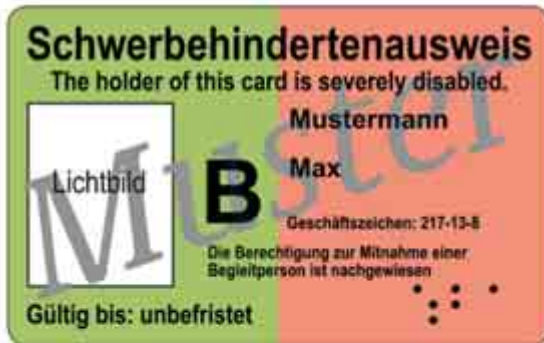 Schwerbehindertenausweis
The holder of this card is severely disabled.
Mustermann
Lichtbild
B
Max
Geschäftszeichen: 217-13-8
Die Berechtigung zur Mitnahme einer
Begleitperson ist nachgewiesen
Gültig bis: unbefristet
Muster